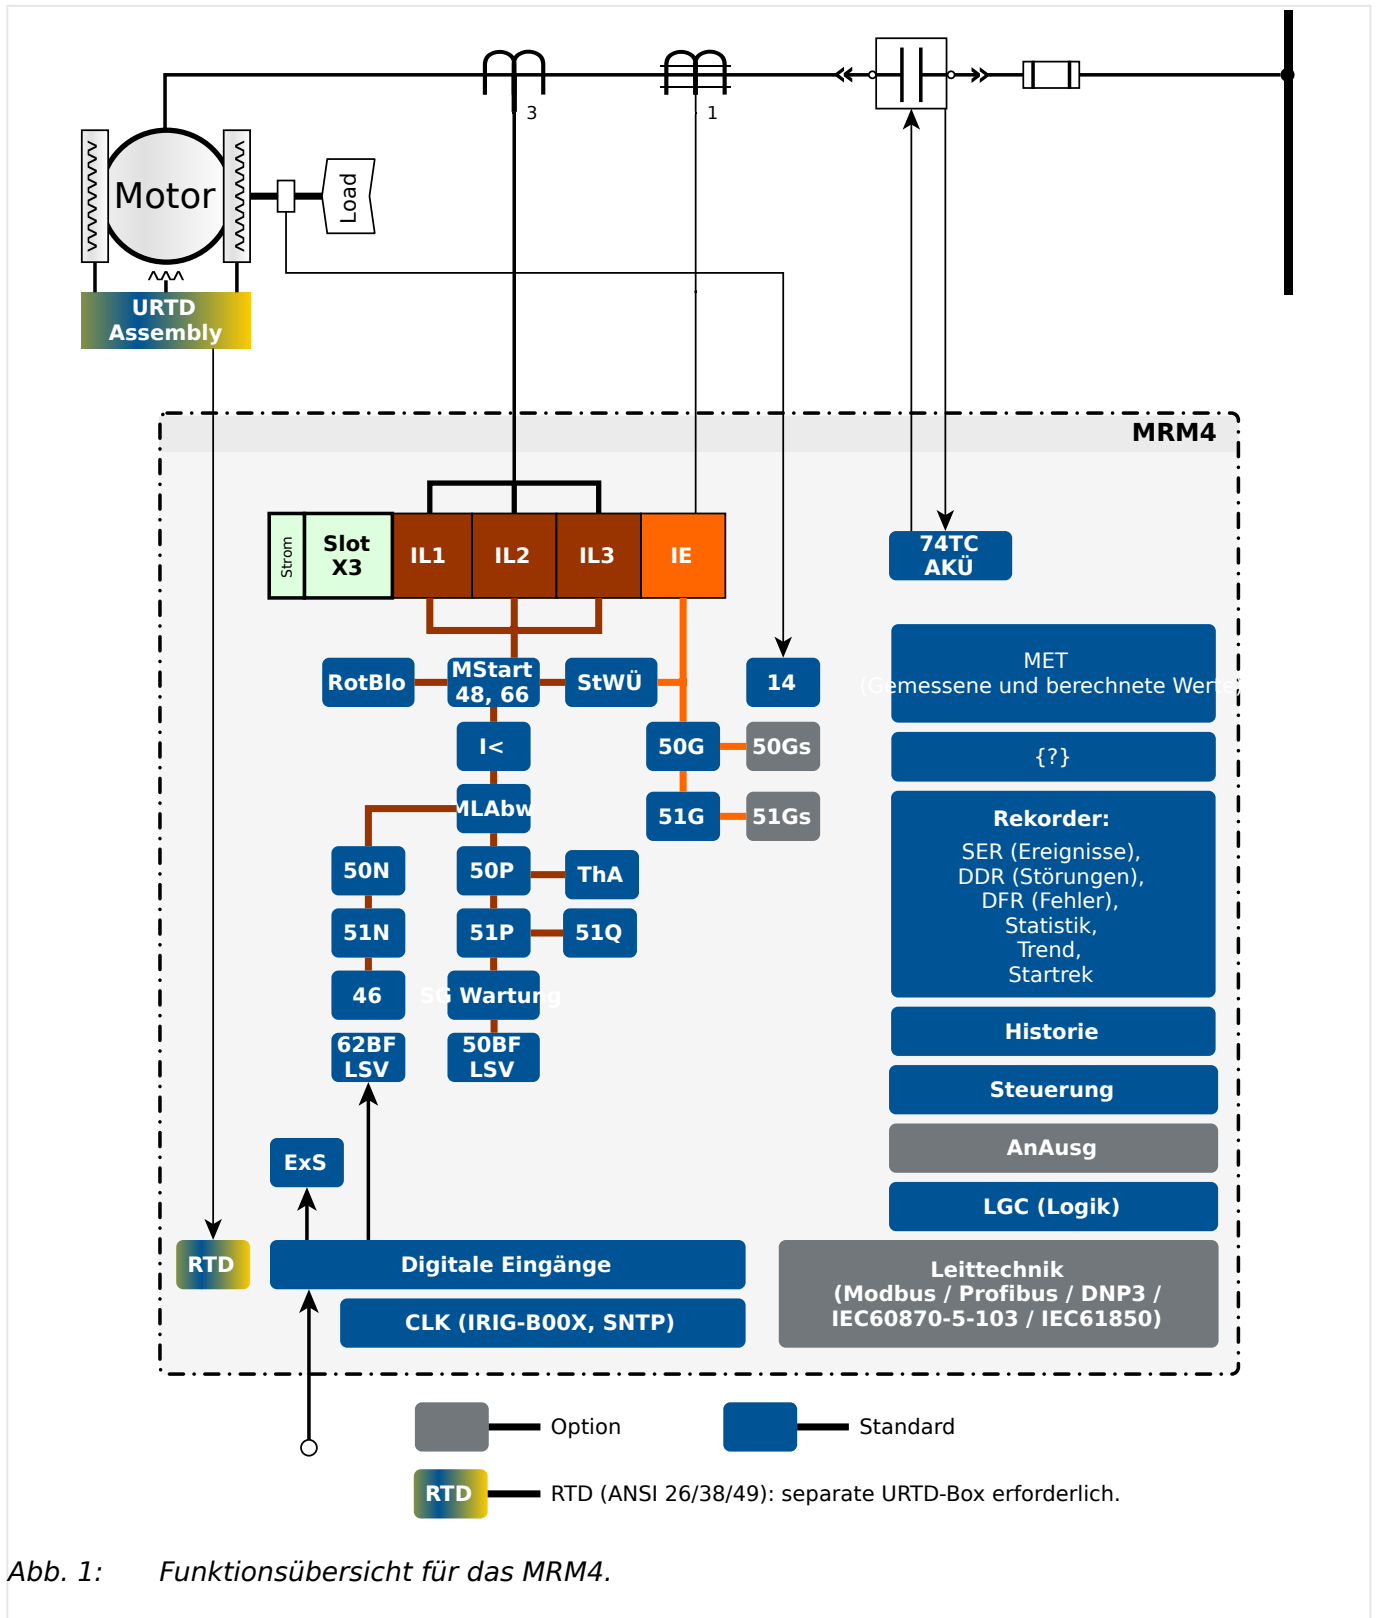 3
1
Motor
Load
URTD
Assembly
MRM4
Strom
Slot
X3
IL1
IL2
IL3
IE
74TC
AKÜ
RotBlo
MStart
48, 66
StWÜ
14
MET
(Gemessene und berechnete Werte)
I<
50G
50Gs
{?}
MLAbw
51G
51Gs
Rekorder:
SER (Ereignisse),
DDR (Störungen),
DFR (Fehler),
Statistik,
Trend,
Startrek
50N
50P
ThA
51N
51P
51Q
46
SG Wartung
62BF
LSV
50BF
LSV
Historie
Steuerung
AnAusg
LGC (Logik)
ExS
RTD
Digitale Eingänge
CLK (IRIG-B00X, SNTP)
Leittechnik
(Modbus / Profibus / DNP3 /
IEC60870-5-103 / IEC61850)
Option
Standard
RTD
RTD (ANSI 26/38/49): separate URTD-Box erforderlich.
Abb. 1: Funktionsübersicht für das MRM4.